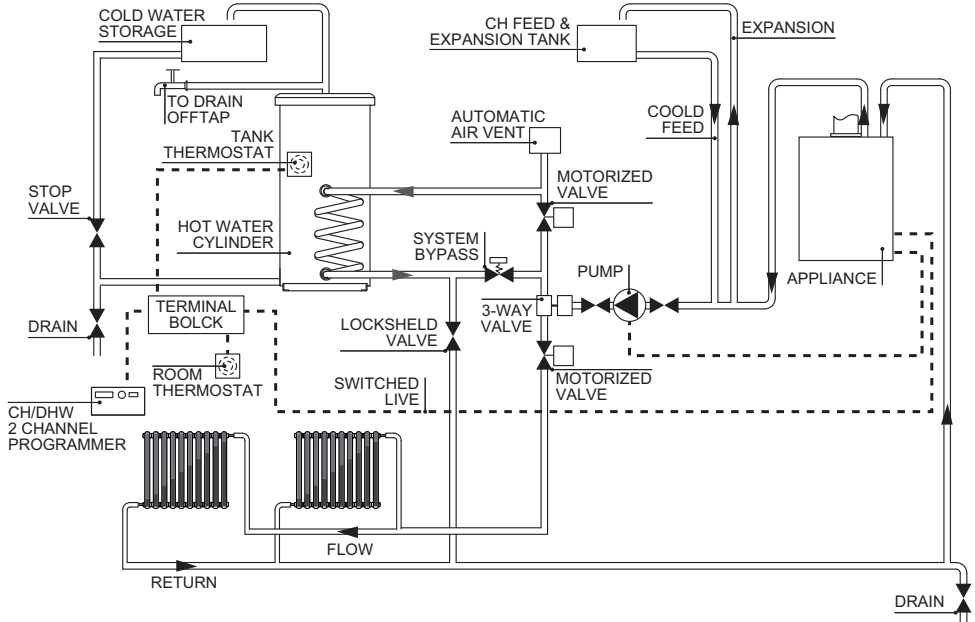 COLD WATER
STORAGE
CH FEED &
EXPANSION TANK
EXPANSION
TO DRAIN
OFFTAP
AUTOMATIC
AIR VENT
COOLD
FEED
TANK
THERMOSTAT
MOTORIZED
VALVE
STOP
VALVE
HOT WATER
CYLINDER
SYSTEM
BYPASS
PUMP
APPLIANCE
TERMINAL
BOLCK
3-WAY
VALVE
DRAIN
LOCKSHELD
VALVE
ROOM
THERMOSTAT
MOTORIZED
VALVE
SWITCHED
LIVE
CH/DHW
2 CHANNEL
PROGRAMMER
FLOW
RETURN
DRAIN